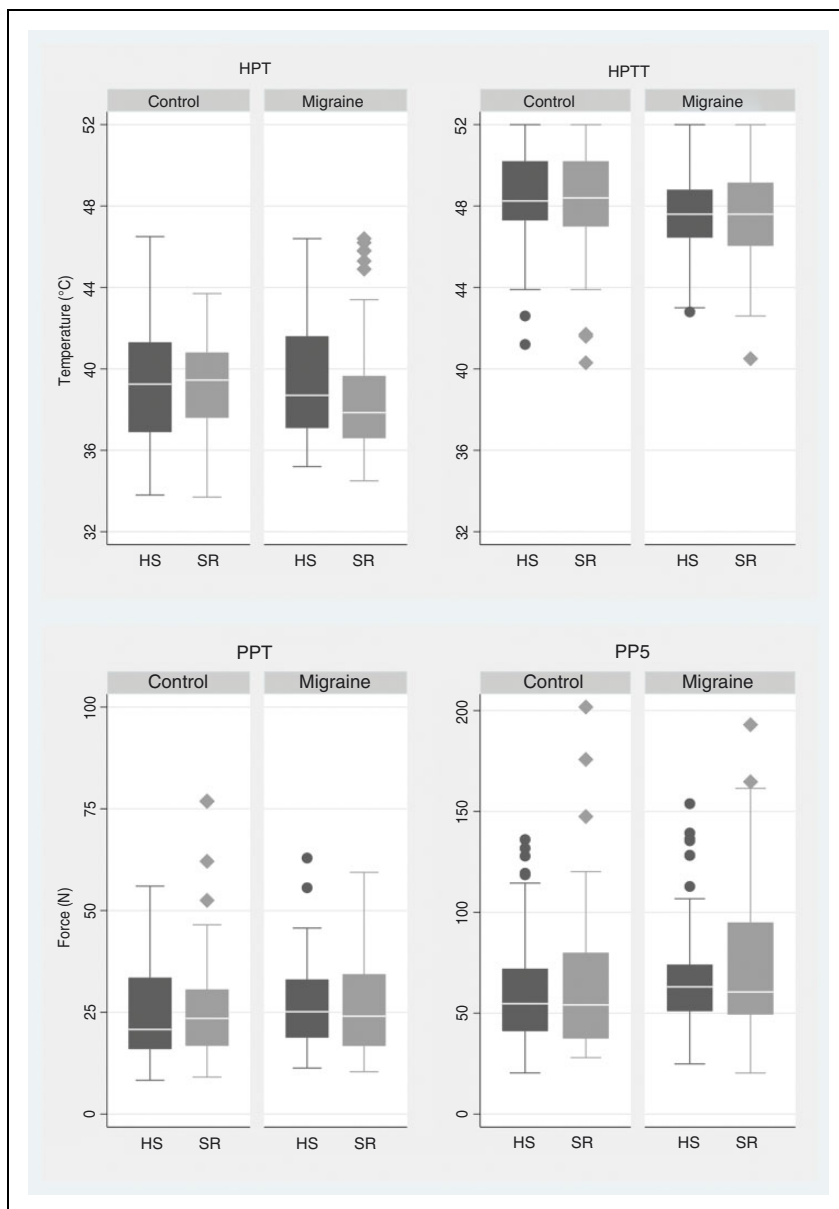 HPT
Control Migraine
Temperature (°C)
52
48
44
40
36
32
HS SR HS SR
HPTT
Control Migraine
52
48
44
40
36
32
HS SR HS SR
PPT
Control Migraine
Force (N)
100
75
50
25
0
HS SR HS SR
PP5
Control Migraine
200
150
100
50
0
HS SR HS SR